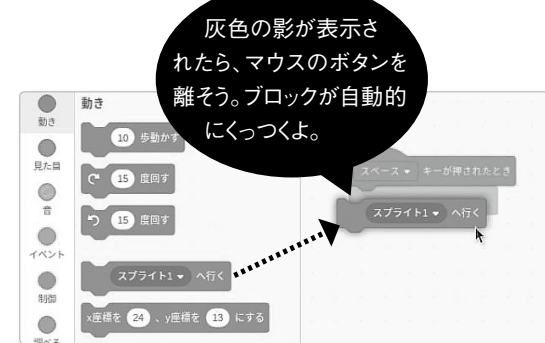 灰色の影が表示さ
れたら、マウスのボタンを
離そう。ブロックが自動的
にくっつくよ。
動き
動き
10 歩動かす
見た目
15 度回す
音
15 度回す
イベント
スプライト1 へ行く
制御
x座標を 24 、y座標を 13 にする
調べる
スペース キーが押されたとき
スプライト1 へ行く